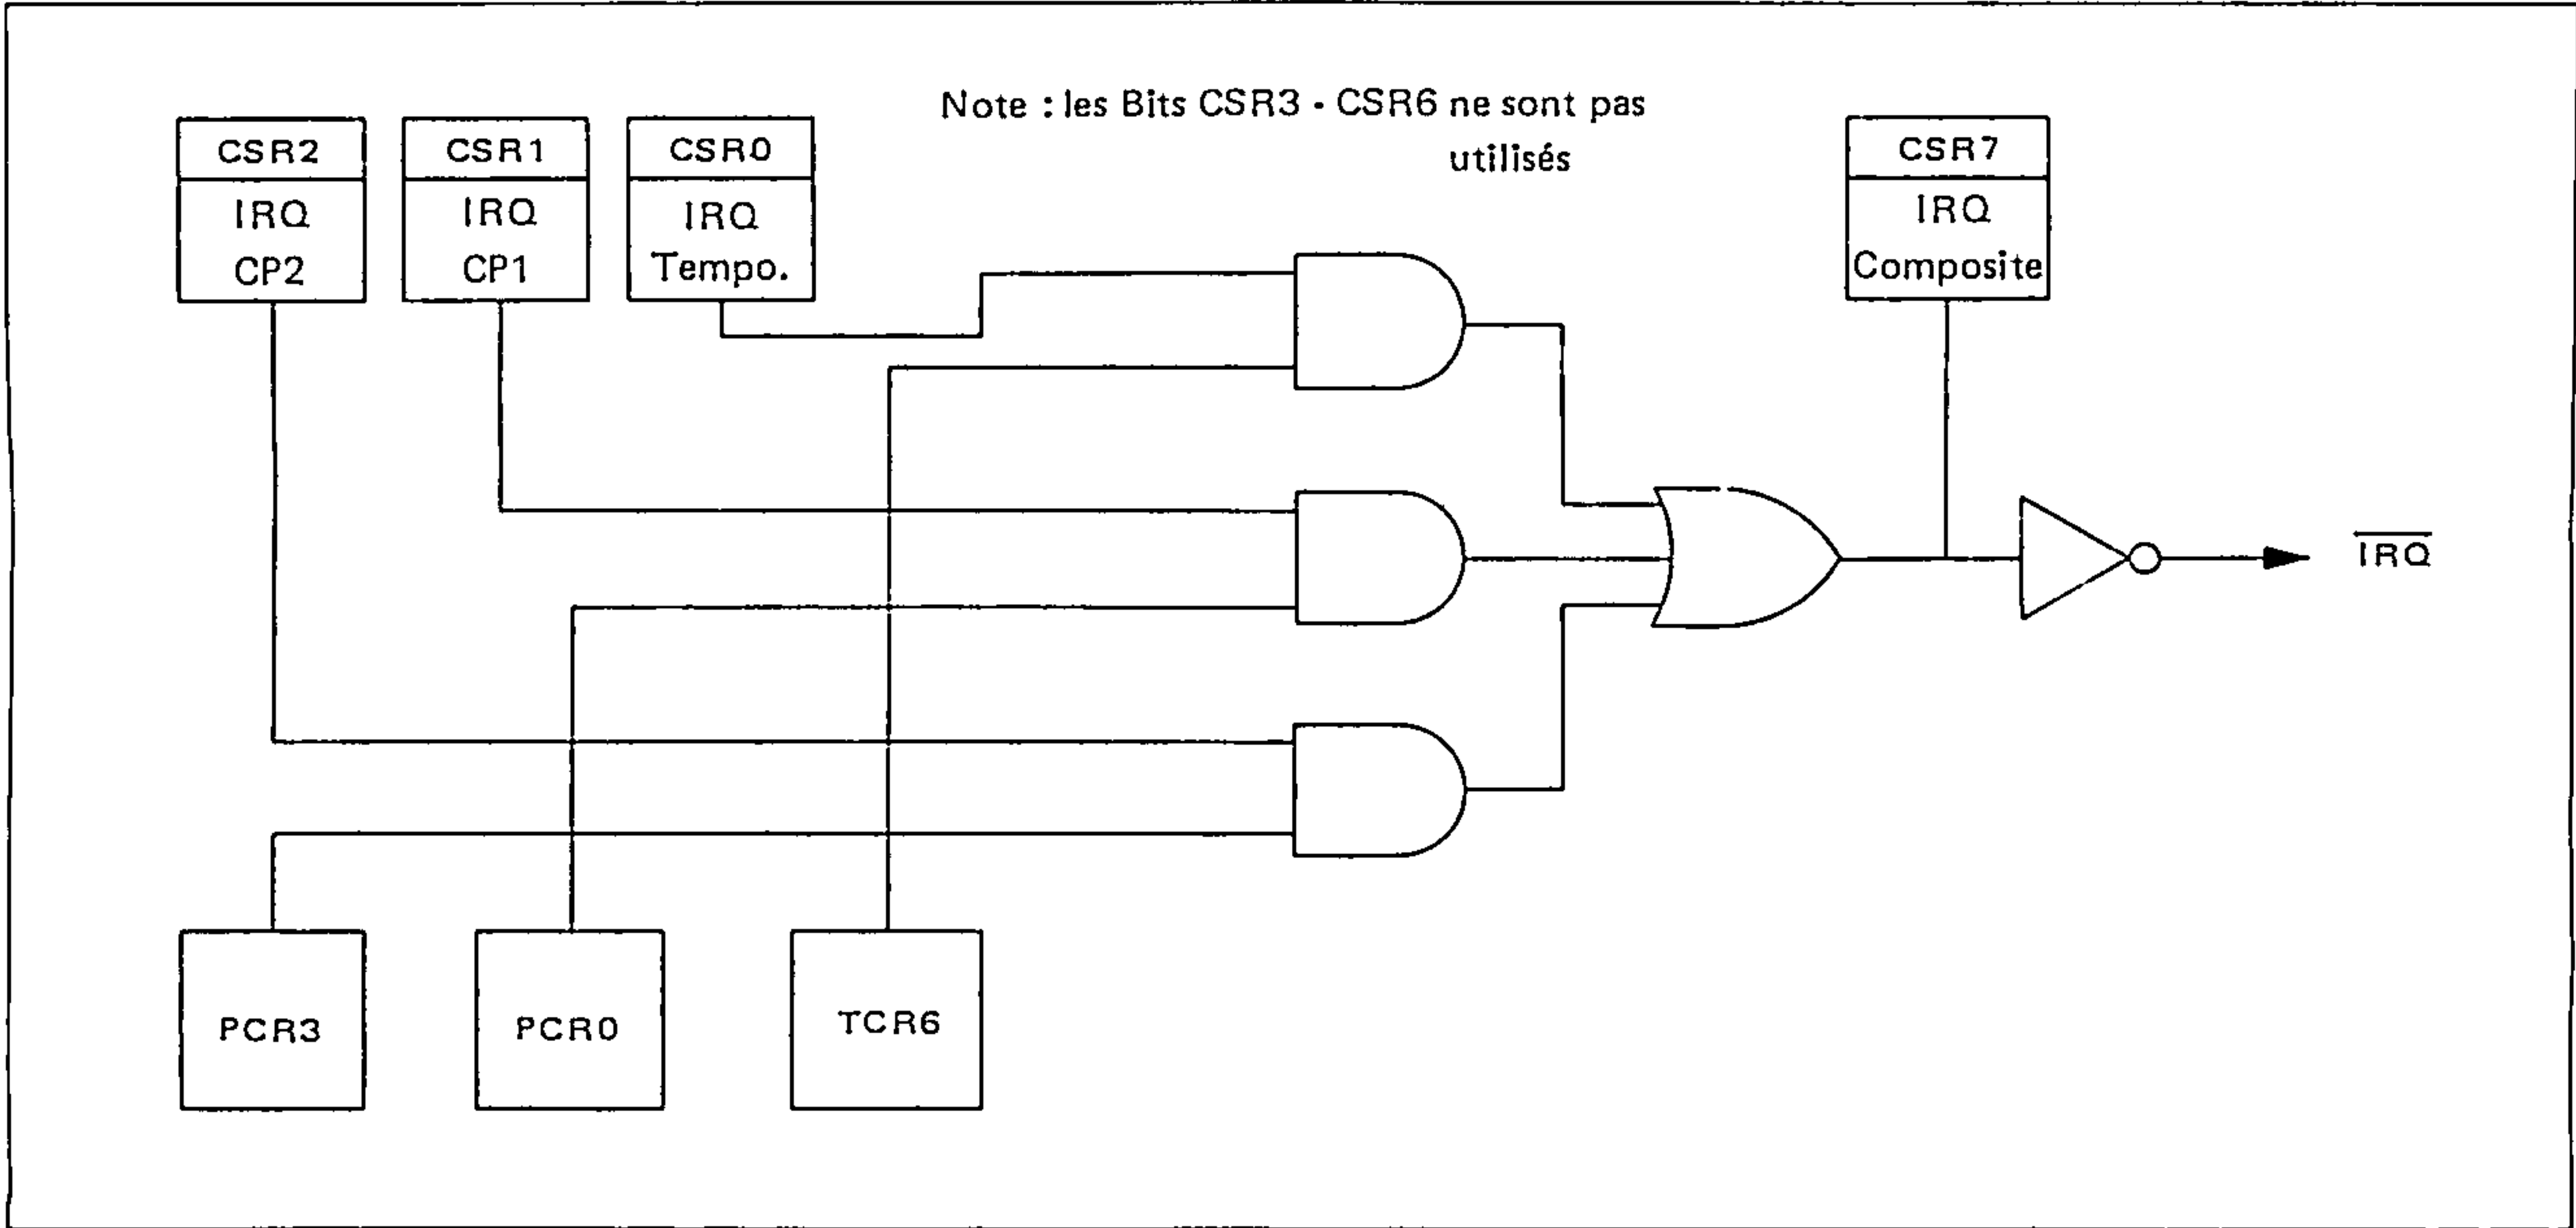 Note : les Bits CSR3 - CSR6 ne sont pas
utilisés
CSR2
IRQ
CP2
CSR1
IRQ
CP1
CSR0
IRQ
Tempo.
CSR7
IRQ
Composite
IRQ
PCR3
PCR0
TCR6